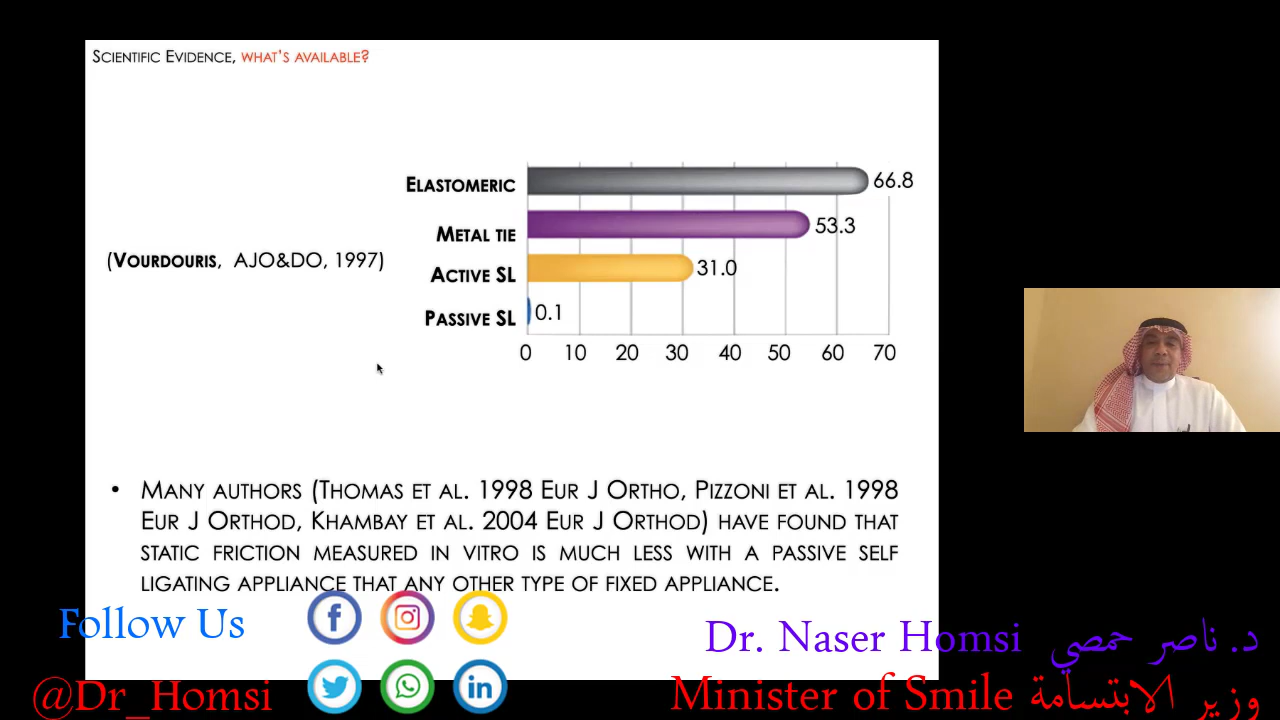 Scientific Evidence, what's available?
Elastomeric 66.8
Metal tie 53.3
(Vourdouris, AJO&DO, 1997)
Active SL 31.0
Passive SL 0.1
0 10 20 30 40 50 60 70
• Many authors (Thomas et al. 1998 Eur J Ortho, Pizzoni et al. 1998
Eur J Orthod, Khambay et al. 2004 Eur J Orthod) have found that
static friction measured in vitro is much less with a passive self
ligating appliance that any other type of fixed appliance.
Follow Us
Dr. Naser Homsi د. ناصر حمصي
@Dr_Homsi
Minister of Smile وزير الابتسامة